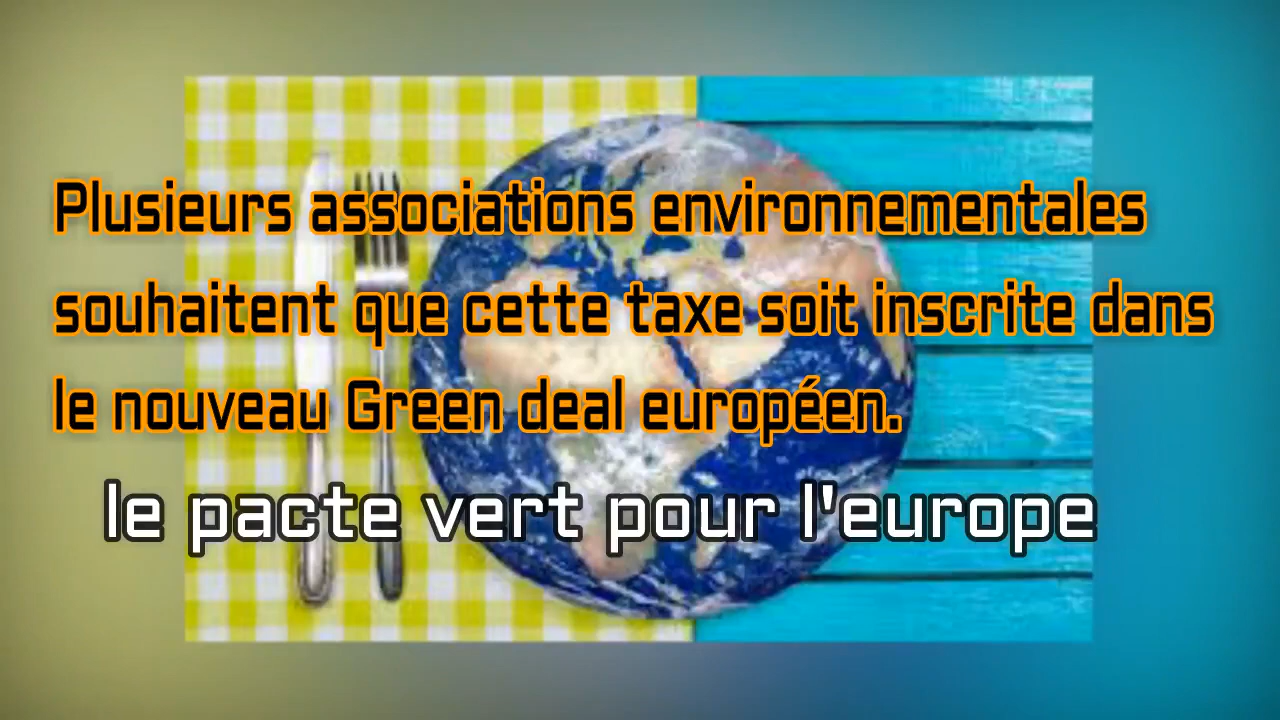 Plusieurs associations environnementales
souhaitent que cette taxe soit inscrite dans
le nouveau Green deal européen.
le pacte vert pour l'europe